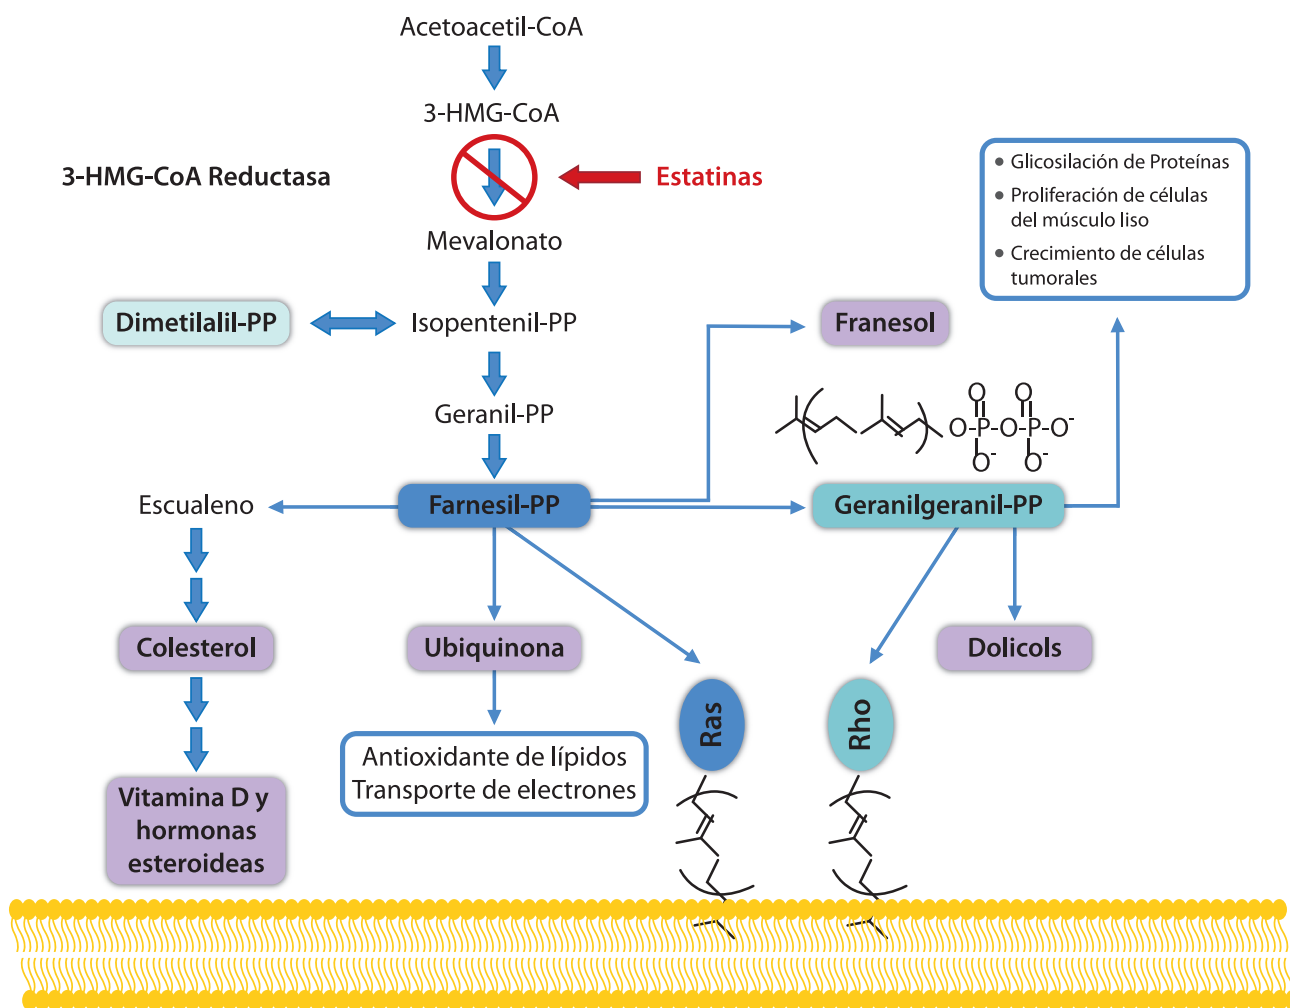 Acetoacetil-CoA
3-HMG-CoA
3-HMG-CoA Reductasa
Estatinas
Mevalonato
• Glicosilación de Proteínas
• Proliferación de células
del músculo liso
• Crecimiento de células
tumorales
Dimetilalil-PP
Isopentenil-PP
Franesol
Geranil-PP
O O
O-P-O-P-O-
O- O-
Escualeno
Farnesil-PP
Geranilgeranil-PP
Colesterol
Ubiquinona
Dolicols
Ras
Rho
Antioxidante de lípidos
Transporte de electrones
Vitamina D y
hormonas
esteroideas